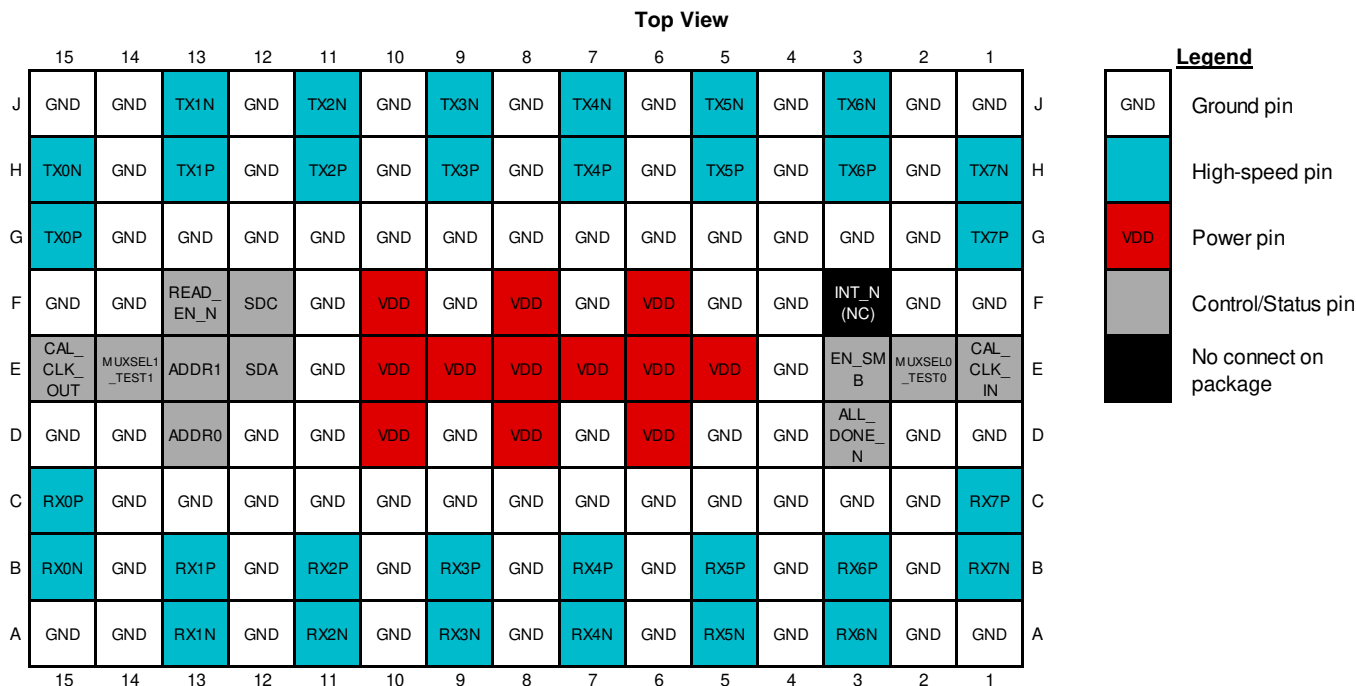 Top View
15 14 13 12 11 10 9 8 7 6 5 4 3 2 1
J GND GND TX1N GND TX2N GND TX3N GND TX4N GND TX5N GND TX6N GND GND J
H TX0N GND TX1P GND TX2P GND TX3P GND TX4P GND TX5P GND TX6P GND TX7N H
G TX0P GND GND GND GND GND GND GND GND GND GND GND GND GND TX7P G
F GND GND READ_ EN_N SDC GND VDD GND VDD GND VDD GND GND INT_N (NC) GND GND F
E CAL_ CLK_ OUT MUXSEL1 _TEST1 ADDR1 SDA GND VDD VDD VDD VDD VDD VDD GND EN_SM B MUXSEL0 _TEST0 CAL_ CLK_ IN E
D GND GND ADDR0 GND GND VDD GND VDD GND VDD GND GND ALL_ DONE_ N GND GND D
C RX0P GND GND GND GND GND GND GND GND GND GND GND GND GND RX7P C
B RX0N GND RX1P GND RX2P GND RX3P GND RX4P GND RX5P GND RX6P GND RX7N B
A GND GND RX1N GND RX2N GND RX3N GND RX4N GND RX5N GND RX6N GND GND A
15 14 13 12 11 10 9 8 7 6 5 4 3 2 1
Legend
GND Ground pin
High-speed pin
VDD Power pin
Control/Status pin
No connect on
package